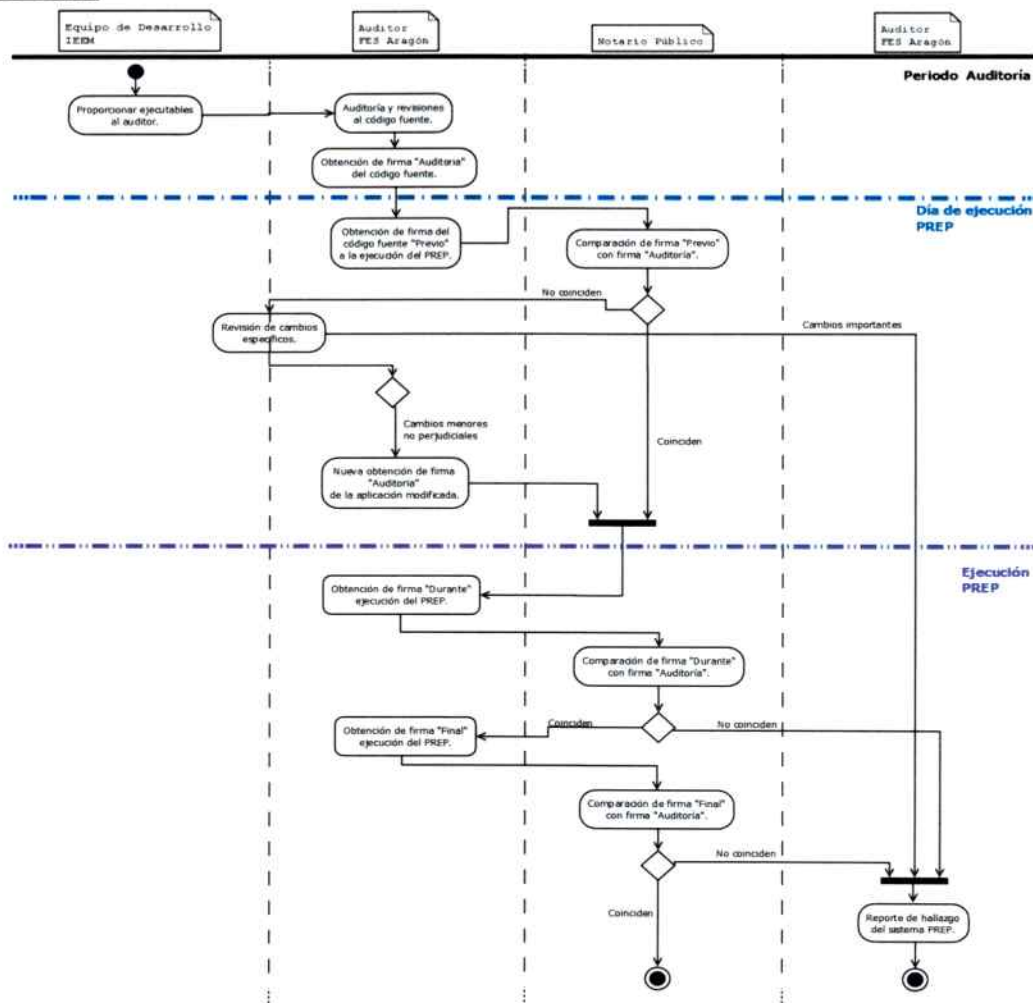 Equipo de Desarrollo
IEEM
Auditor
FES Aragón
Notario Público
Auditor
FES Aragón
Periodo Auditoría
Proporcionar ejecutables
al auditor.
Auditoría y revisiones
al código fuente.
Obtención de firma "Auditoria"
del código fuente.
Día de ejecución
PREP
Obtención de firma del
código fuente "Previo"
a la ejecución del PREP.
Comparación de firma "Previo"
con firma "Auditoría".
No coinciden
Revisión de cambios
específicos.
Cambios importantes
Cambios menores
no perjudiciales
Coinciden
Nueva obtención de firma
"Auditoria"
de la aplicación modificada.
Ejecución
PREP
Obtención de firma "Durante"
ejecución del PREP.
Comparación de firma "Durante"
con firma "Auditoría".
Coinciden
No coinciden
Obtención de firma "Final"
ejecución del PREP.
Comparación de firma "Final"
con firma "Auditoría".
No coinciden
Coinciden
Reporte de hallazgo
del sistema PREP.